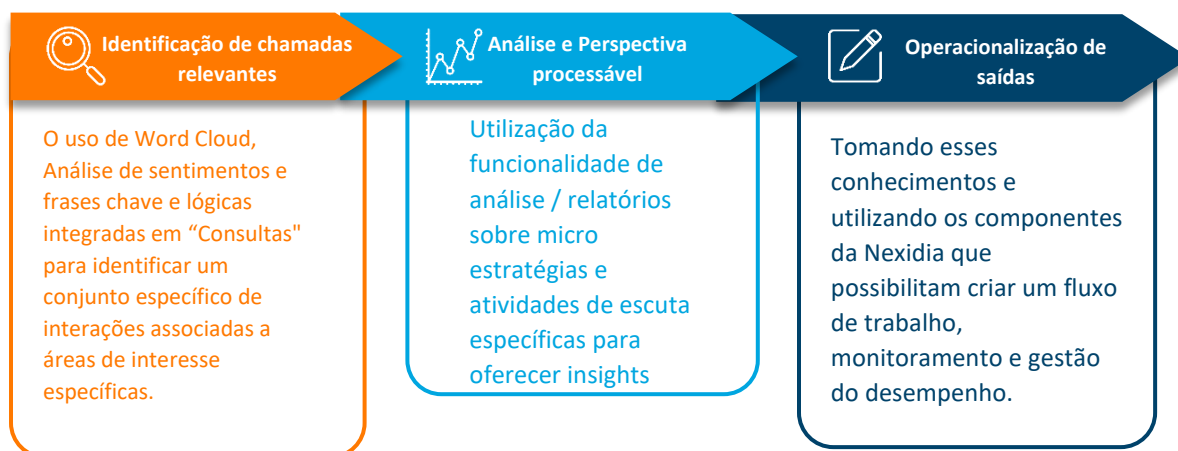 Identificação de chamadas
relevantes
O uso de Word Cloud,
Análise de sentimentos e
frases chave e lógicas
integradas em “Consultas"
para identificar um
conjunto específico de
interações associadas a
áreas de interesse
específicas.
Análise e Perspectiva
processável
Utilização da
funcionalidade de
análise / relatórios
sobre micro
estratégias e
atividades de escuta
específicas para
oferecer insights
Operacionalização de
saídas
Tomando esses
conhecimentos e
utilizando os componentes
da Nexidia que
possibilitam criar um fluxo
de trabalho,
monitoramento e gestão
do desempenho.